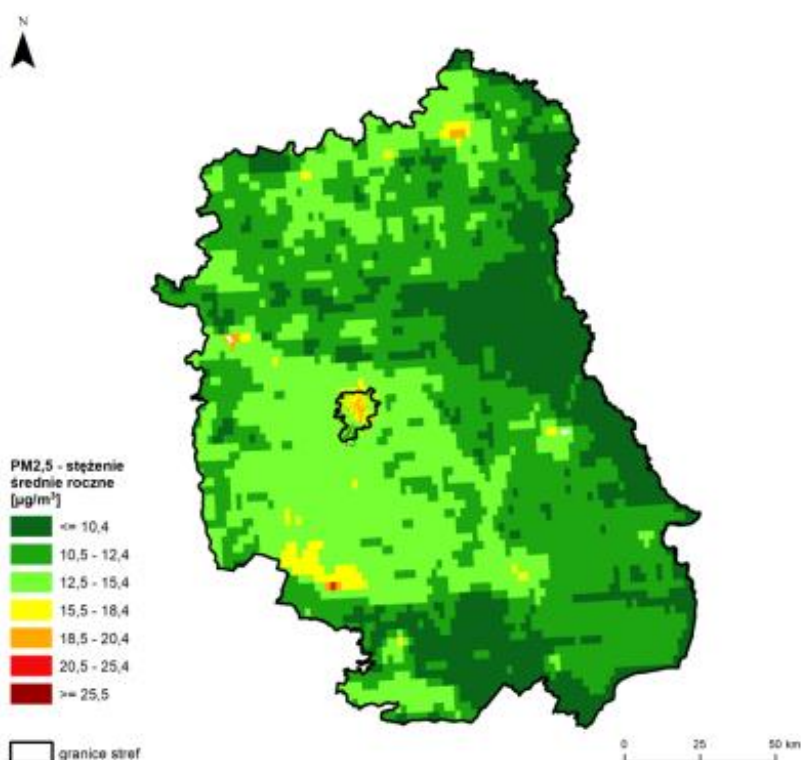 N
PM2,5 - stężenie
średnie roczne
[µg/m³]
<= 10,4
10,5 - 12,4
12,5 - 15,4
15,5 - 18,4
18,5 - 20,4
20,5 - 25,4
>= 25,5
granice stref
0 25 50 km